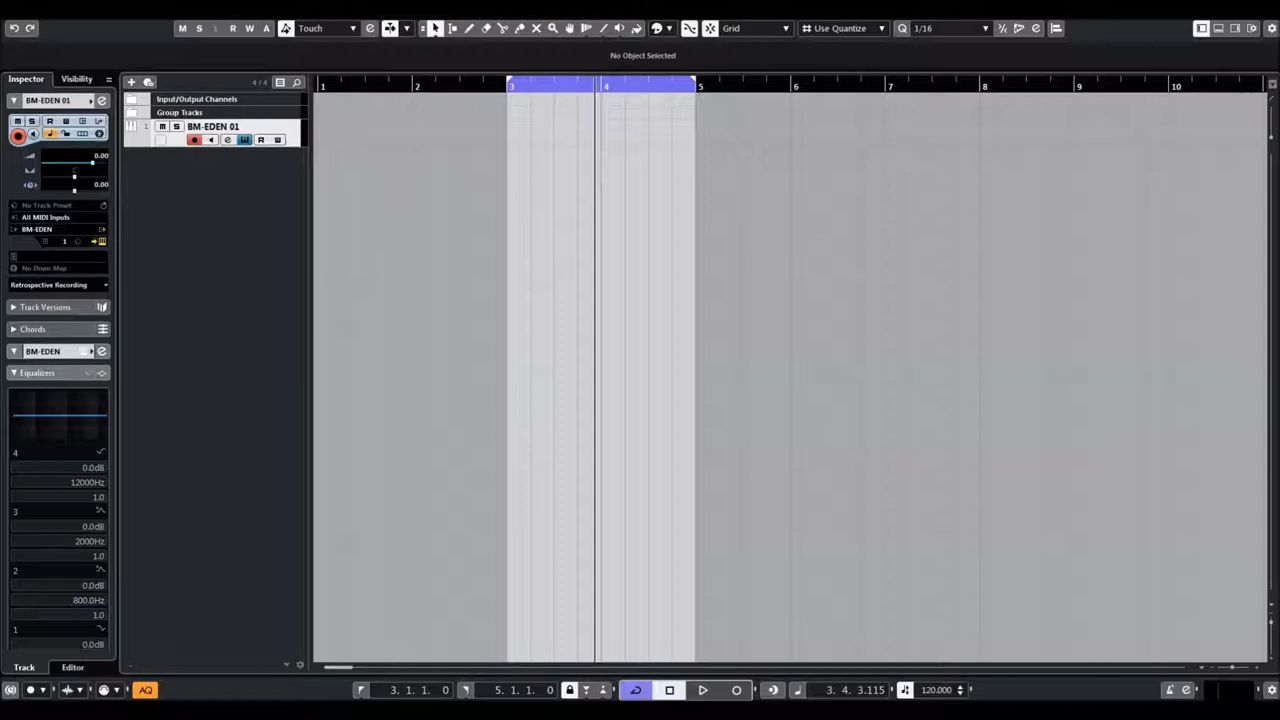 M S L R W A Touch Grid Use Quantize Q 1/16
No Object Selected
Inspector Visibility
BM-EDEN 01
M S R W
0.00
C
0.00
No Track Preset
All MIDI Inputs
BM-EDEN
1
No Drum Map
Retrospective Recording
Track Versions
Chords
BM-EDEN
Equalizers
4
0.0dB
12000Hz
1.0
3
0.0dB
2000Hz
1.0
2
0.0dB
800.0Hz
1.0
1
0.0dB
Track Editor
4 / 4
Input/Output Channels
Group Tracks
1 M S BM-EDEN 01
R W
1 2 3 4 5 6 7 8 9 10
AQ 3. 1. 1. 0 5. 1. 1. 0 3. 4. 3.115 120.000